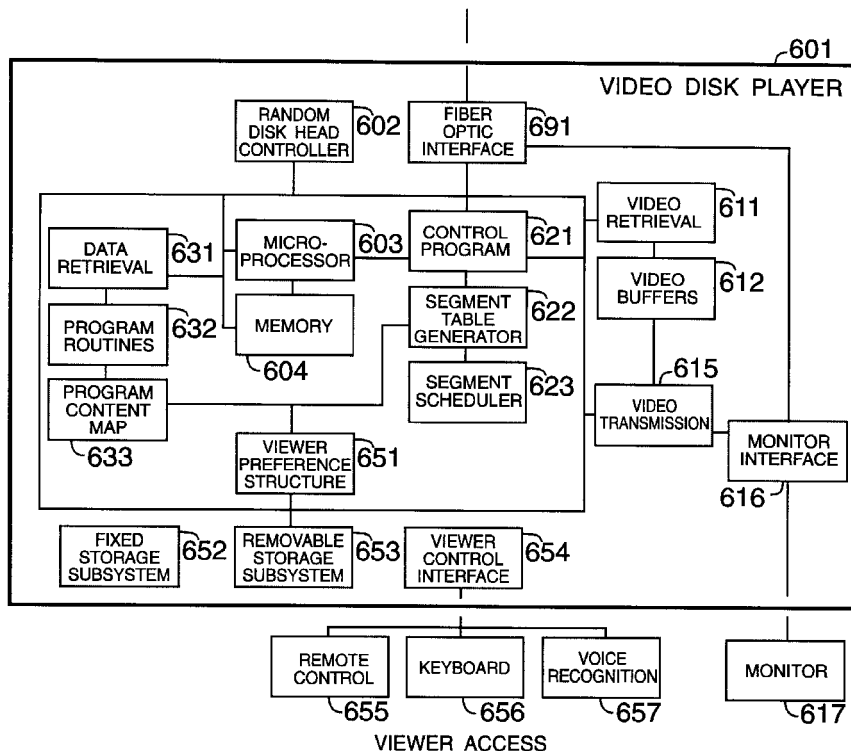 601
VIDEO DISK PLAYER
RANDOM
DISK HEAD
CONTROLLER
602
FIBER
OPTIC
INTERFACE
691
DATA
RETRIEVAL
631
MICRO-
PROCESSOR
603
CONTROL
PROGRAM
621
VIDEO
RETRIEVAL
611
PROGRAM
ROUTINES
632
MEMORY
604
SEGMENT
TABLE
GENERATOR
622
VIDEO
BUFFERS
612
PROGRAM
CONTENT
MAP
633
SEGMENT
SCHEDULER
623
615
VIDEO
TRANSMISSION
VIEWER
PREFERENCE
STRUCTURE
651
MONITOR
INTERFACE
616
FIXED
STORAGE
SUBSYSTEM
652
REMOVABLE
STORAGE
SUBSYSTEM
653
VIEWER
CONTROL
INTERFACE
654
REMOTE
CONTROL
655
KEYBOARD
656
VOICE
RECOGNITION
657
MONITOR
617
VIEWER ACCESS